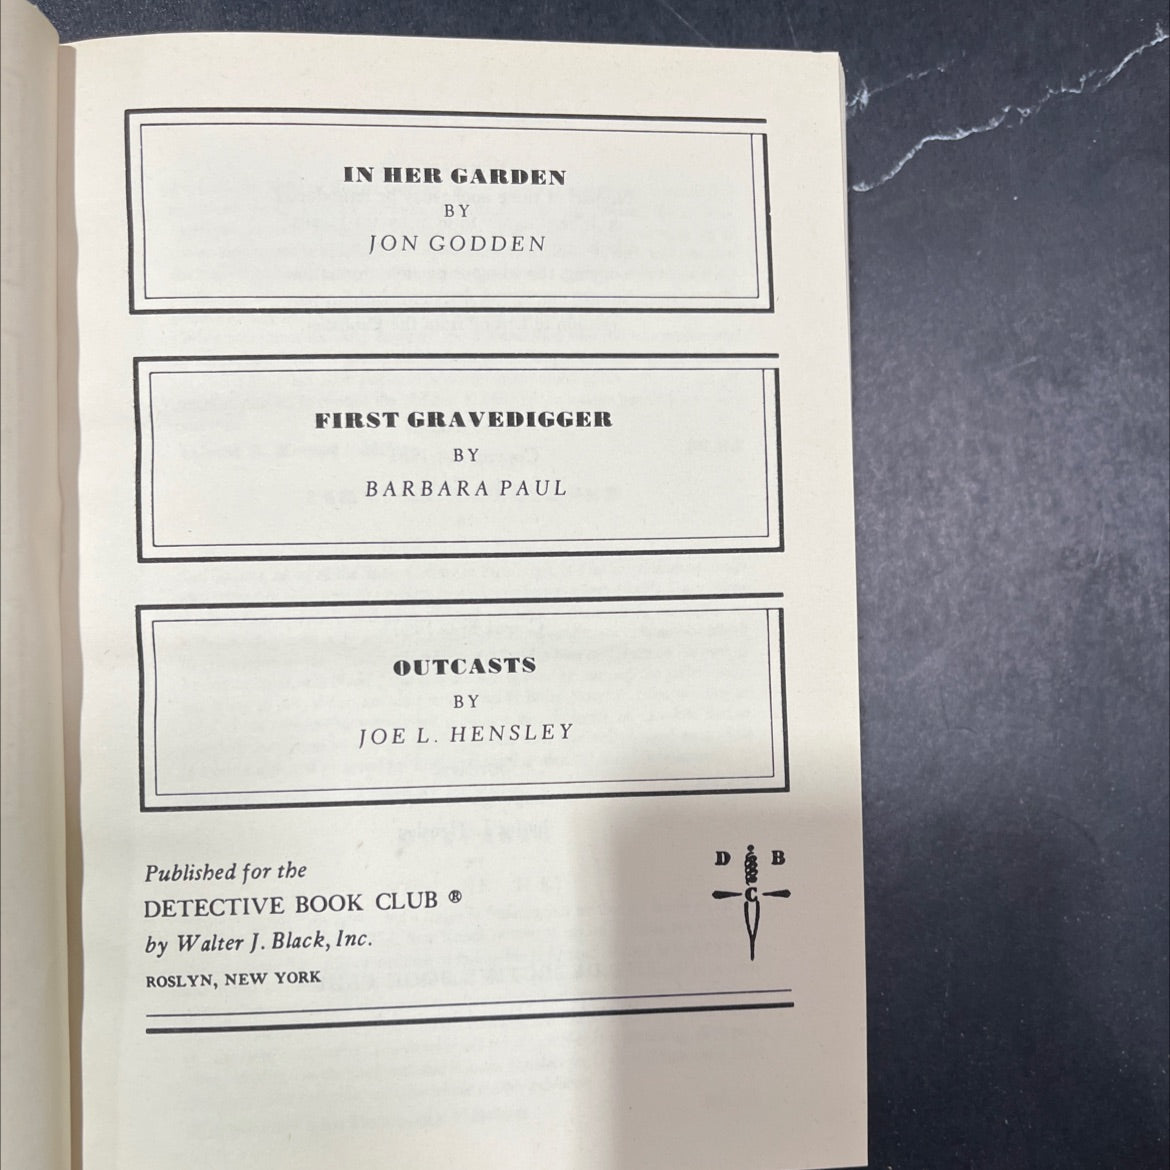 IN HER GARDEN
BY
JON GODDEN
FIRST GRAVEDIGGER
BY
BARBARA PAUL
OUTCASTS
BY
JOE L. HENSLEY
Published for the
DETECTIVE BOOK CLUB ®
by Walter J. Black, Inc.
ROSLYN, NEW YORK
D B
C